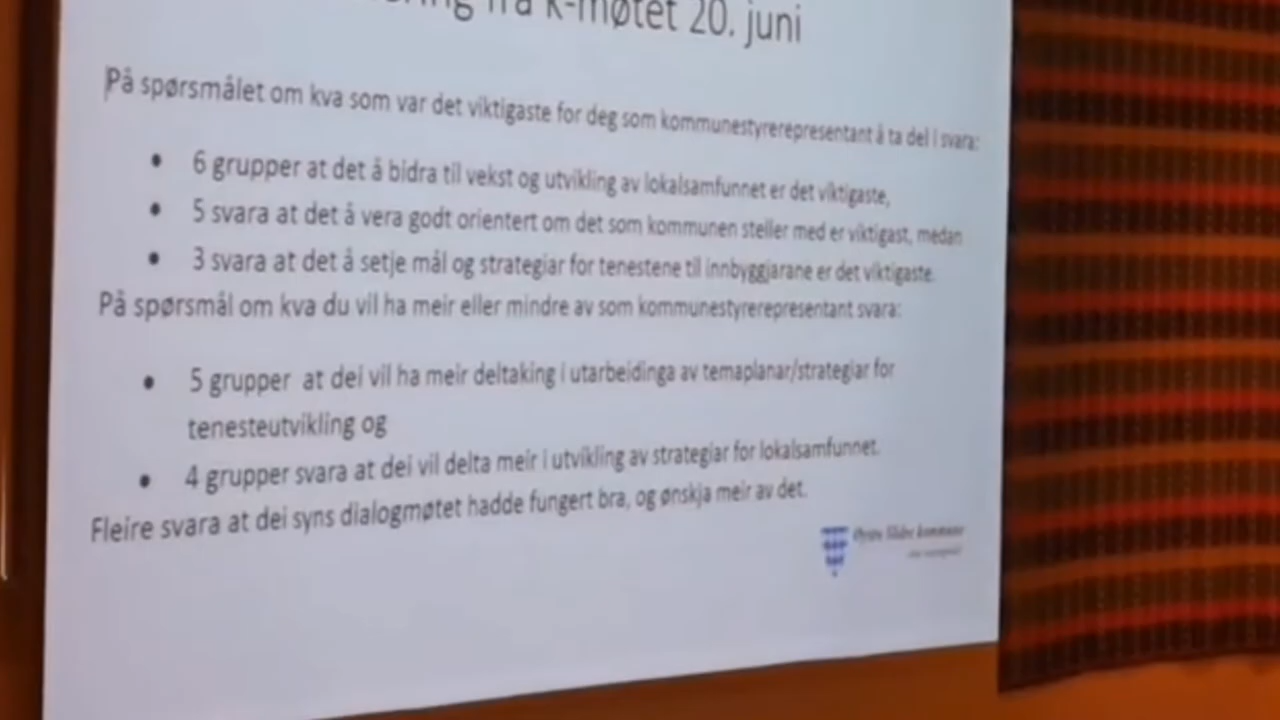 fra k-møtet 20. juni
På spørsmålet om kva som var det viktigaste for deg som kommunestyrerepresentant å ta del i svara:
• 6 grupper at det å bidra til vekst og utvikling av lokalsamfunnet er det viktigaste,
• 5 svara at det å vera godt orientert om det som kommunen steller med er viktigast, medan
• 3 svara at det å setje mål og strategiar for tenestene til innbyggjarane er det viktigaste.
På spørsmål om kva du vil ha meir eller mindre av som kommunestyrerepresentant svara:
• 5 grupper at dei vil ha meir deltaking i utarbeidinga av temaplanar/strategiar for
tenesteutvikling og
• 4 grupper svara at dei vil delta meir i utvikling av strategiar for lokalsamfunnet.
Fleire svara at dei syns dialogmøtet hadde fungert bra, og ønskja meir av det.
Øystre Slidre kommune